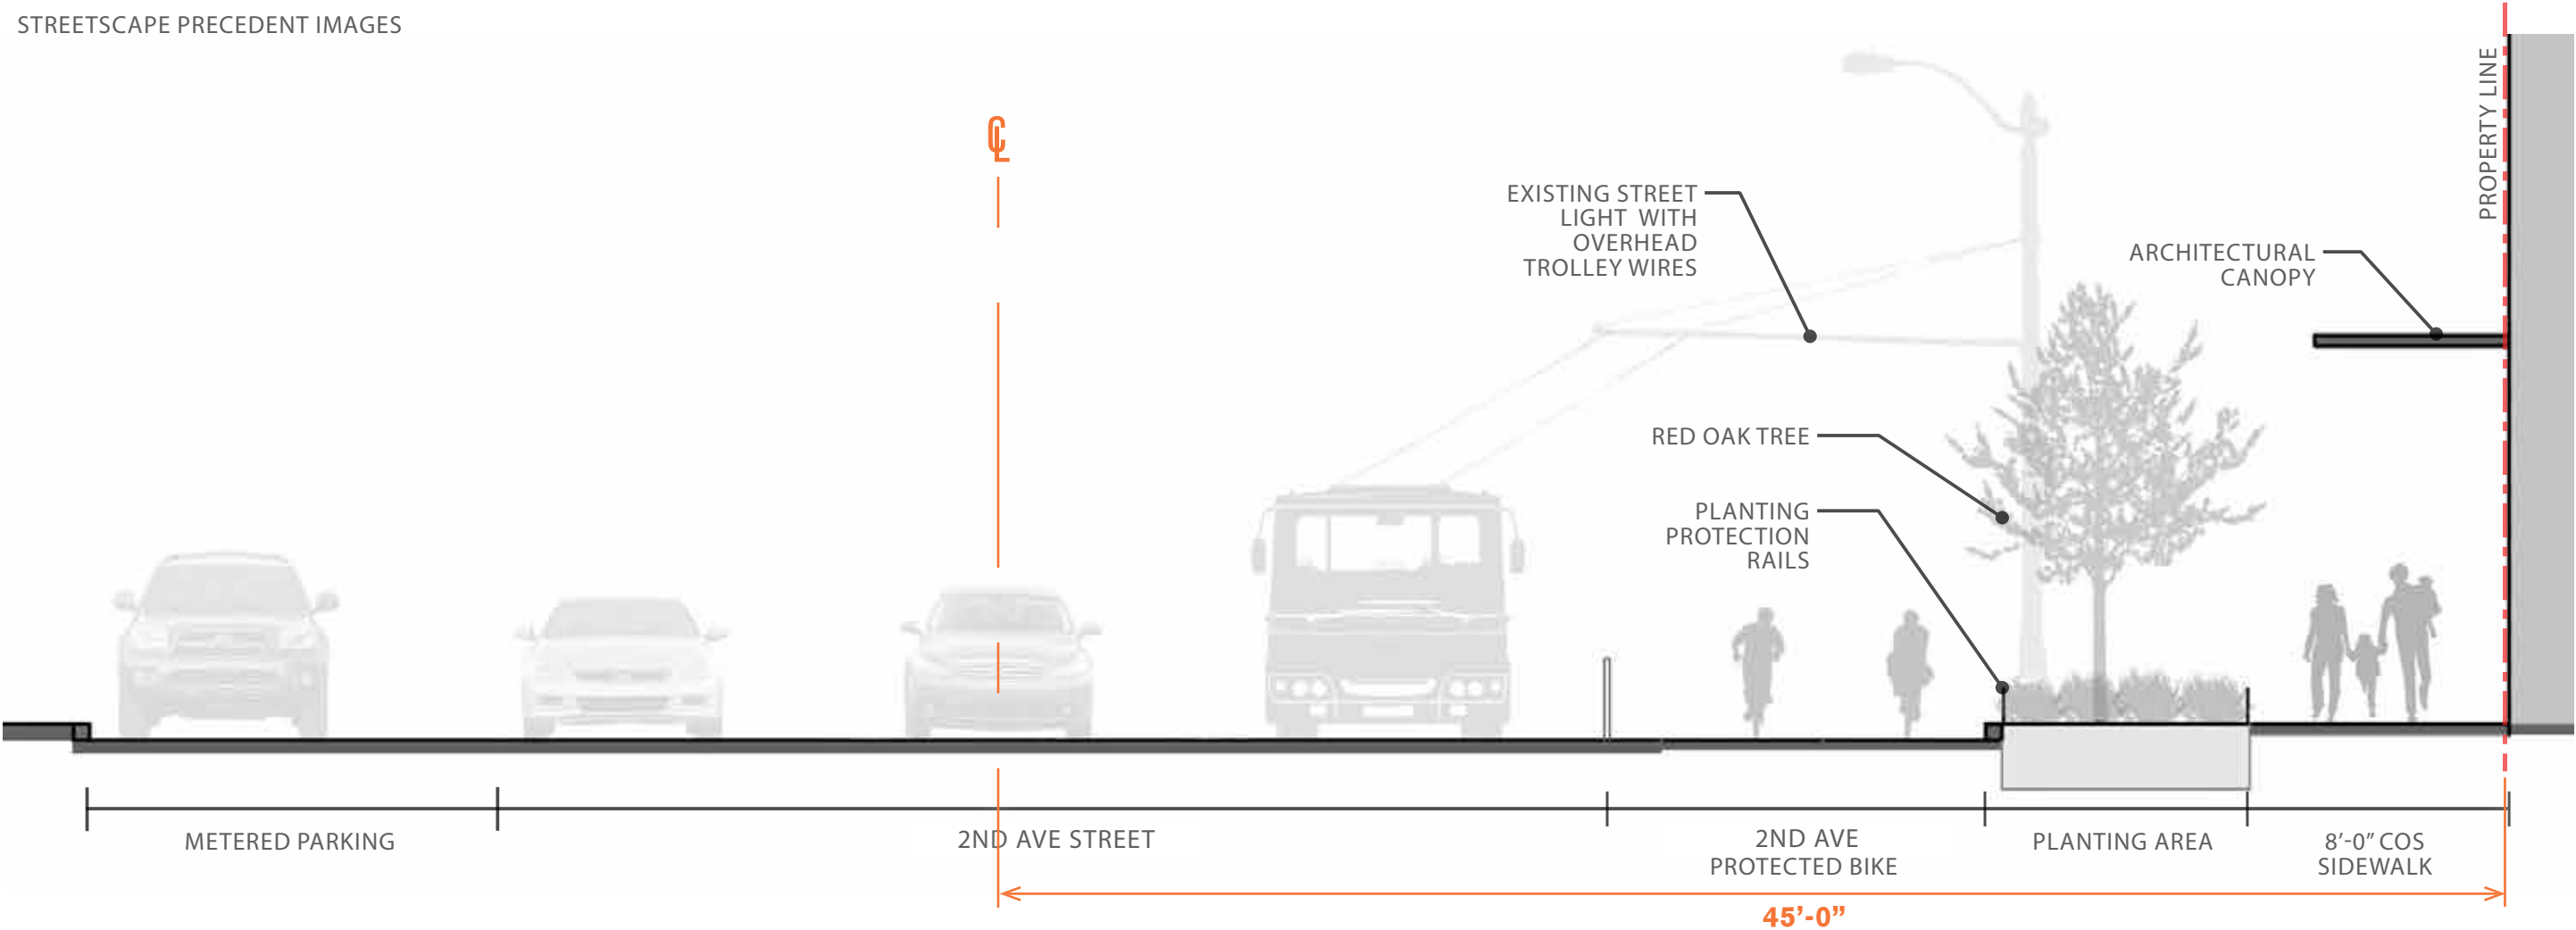 STREETSCAPE PRECEDENT IMAGES
℄
PROPERTY LINE
EXISTING STREET
LIGHT WITH
OVERHEAD
TROLLEY WIRES
ARCHITECTURAL
CANOPY
RED OAK TREE
PLANTING
PROTECTION
RAILS
METERED PARKING
2ND AVE STREET
2ND AVE
PROTECTED BIKE
PLANTING AREA
8’-0” COS
SIDEWALK
45’-0”